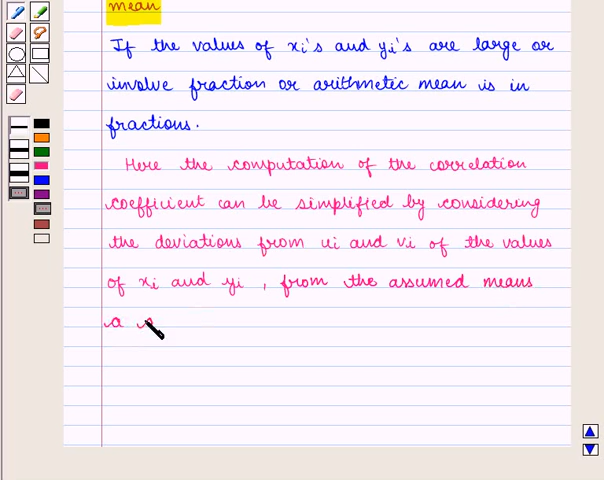 mean
If the values of xi's and yi's are large or
involve fraction or arithmetic mean is in
fractions.
Here the computation of the correlation
coefficient can be simplified by considering
the deviations from ui and vi of the values
of xi and yi , from the assumed means
a